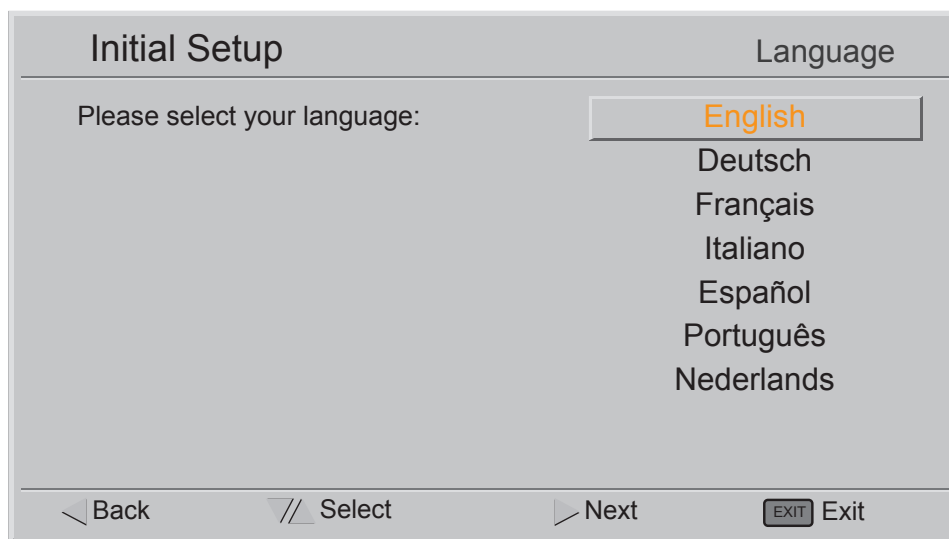 Initial Setup Language
Please select your language:
English
Deutsch
Français
Italiano
Español
Português
Nederlands
Back Select Next EXIT Exit